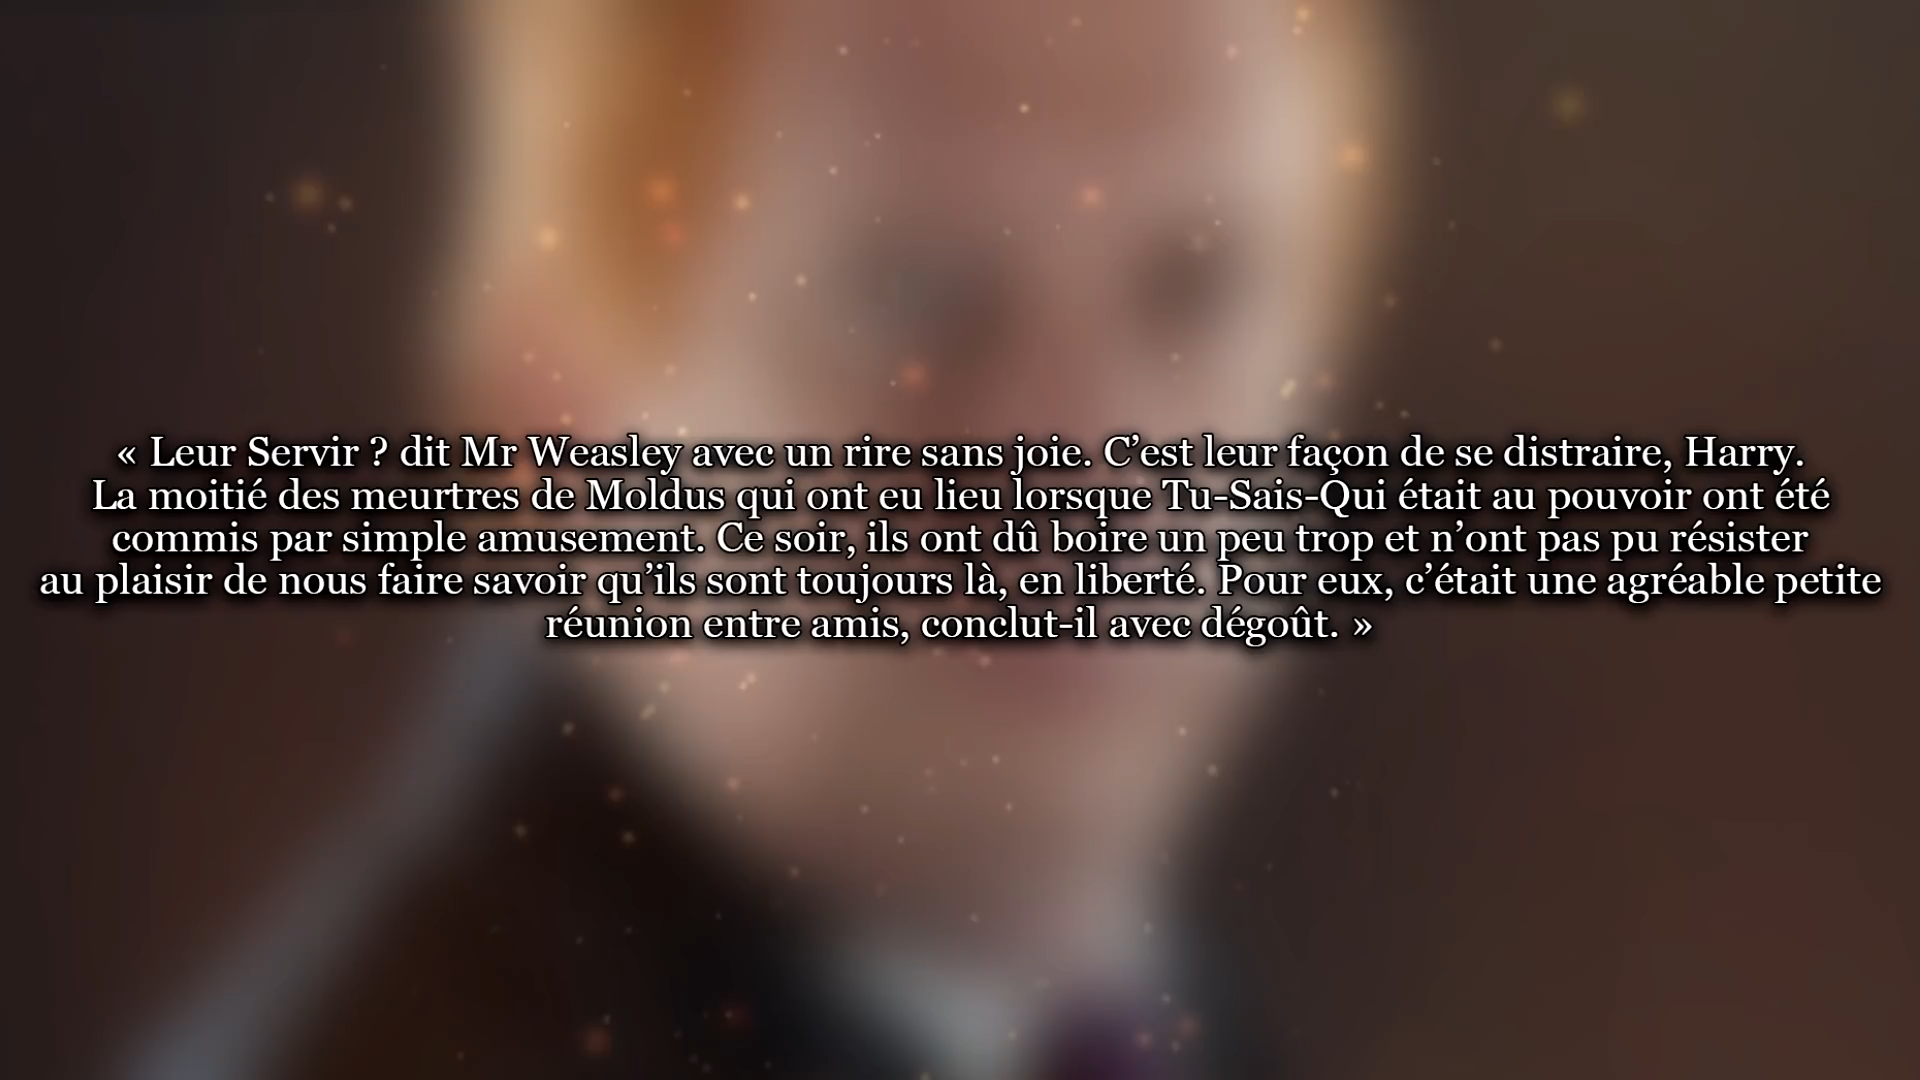 « Leur Servir ? dit Mr Weasley avec un rire sans joie. C’est leur façon de se distraire, Harry.
La moitié des meurtres de Moldus qui ont eu lieu lorsque Tu-Sais-Qui était au pouvoir ont été
commis par simple amusement. Ce soir, ils ont dû boire un peu trop et n’ont pas pu résister
au plaisir de nous faire savoir qu’ils sont toujours là, en liberté. Pour eux, c’était une agréable petite
réunion entre amis, conclut-il avec dégoût. »